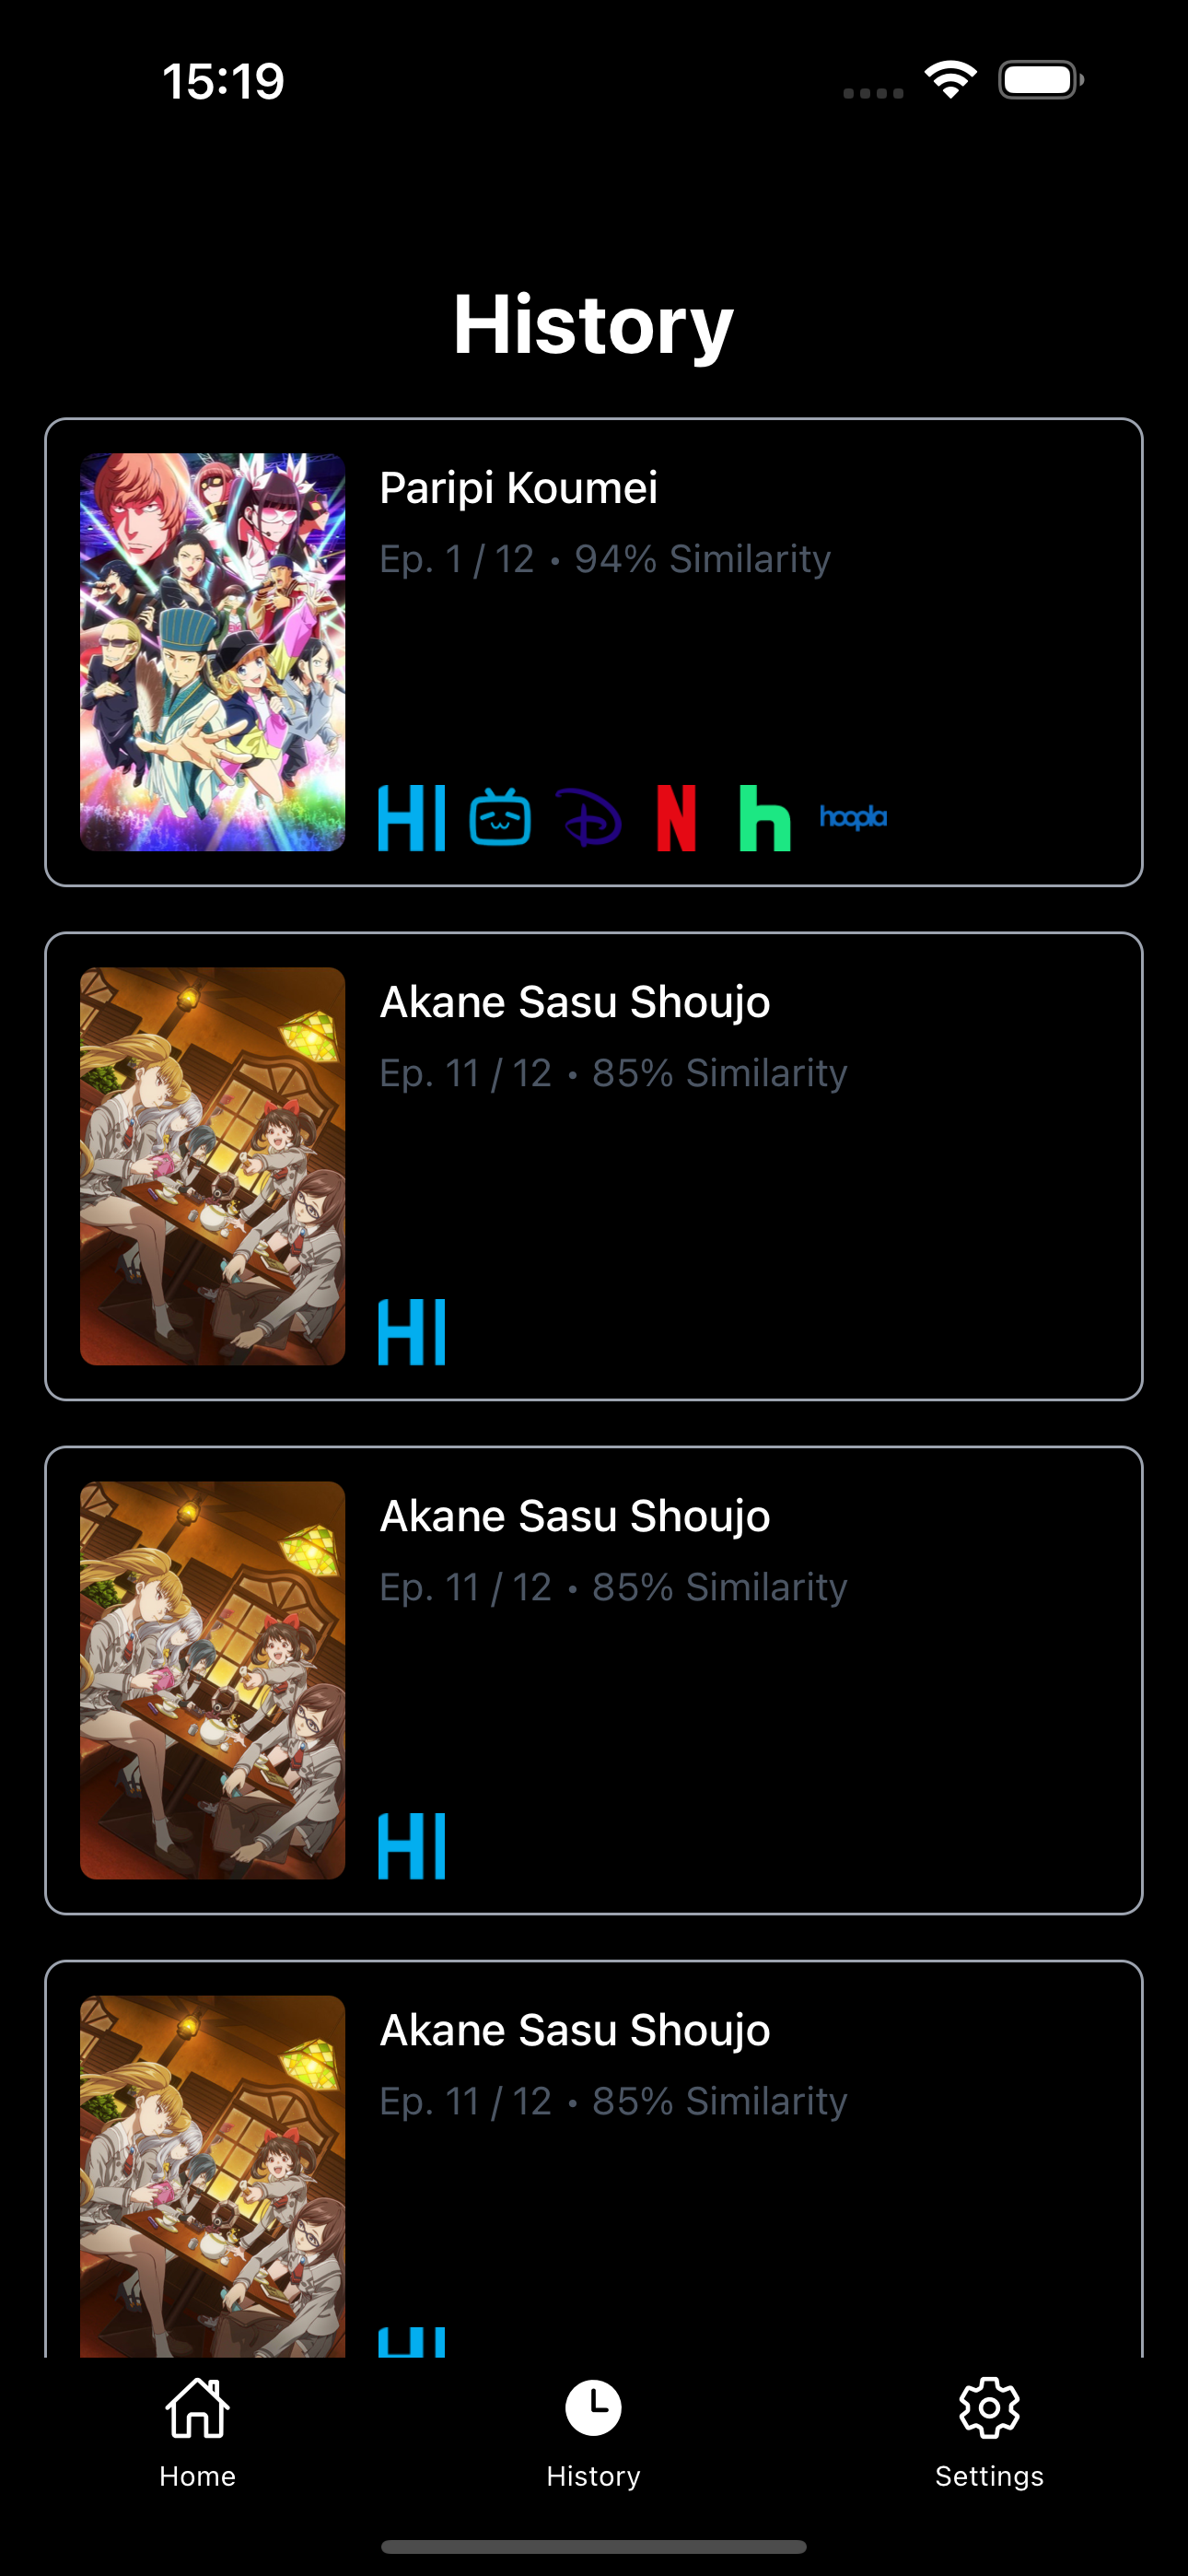 15:19
History
Paripi Koumei
Ep. 1 / 12 • 94% Similarity
HI N h hoopla
Akane Sasu Shoujo
Ep. 11 / 12 • 85% Similarity
HI
Akane Sasu Shoujo
Ep. 11 / 12 • 85% Similarity
HI
Akane Sasu Shoujo
Ep. 11 / 12 • 85% Similarity
HI
Home
History
Settings